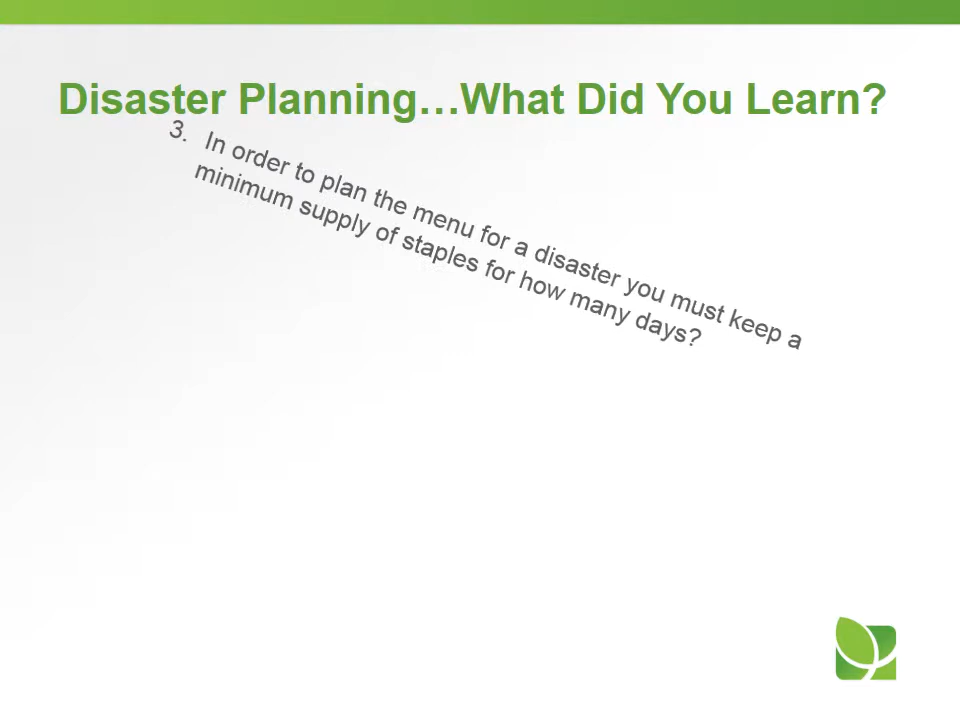 Disaster Planning…What Did You Learn?
3. In order to plan the menu for a disaster you must keep a
minimum supply of staples for how many days?